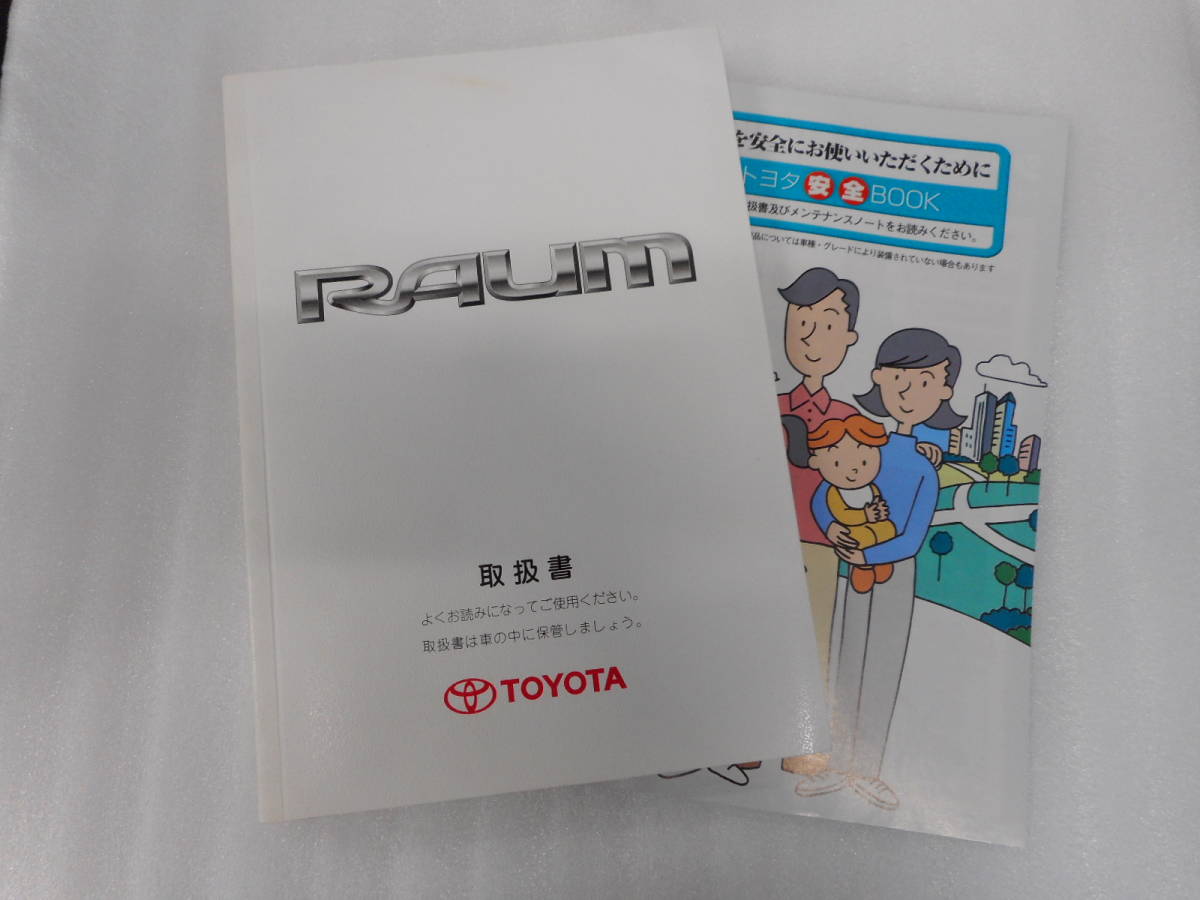 RAUM
取扱書
よくお読みになってご使用ください。
取扱書は車の中に保管しましょう。
TOYOTA
を安全にお使いいただくために
トヨタ安全BOOK
扱書及びメンテナンスノートをお読みください。
品については車種・グレードにより装備されていない場合もあります